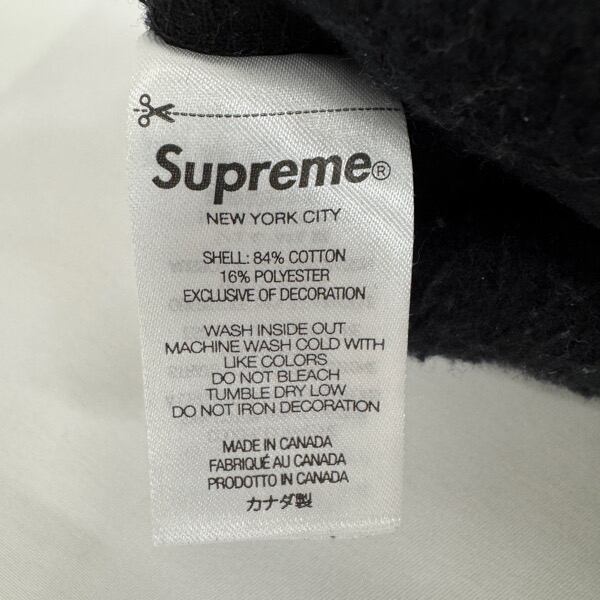 Supreme®
NEW YORK CITY
SHELL: 84% COTTON
16% POLYESTER
EXCLUSIVE OF DECORATION
WASH INSIDE OUT
MACHINE WASH COLD WITH
LIKE COLORS
DO NOT BLEACH
TUMBLE DRY LOW
DO NOT IRON DECORATION
MADE IN CANADA
FABRIQUÉ AU CANADA
PRODOTTO IN CANADA
カナダ製